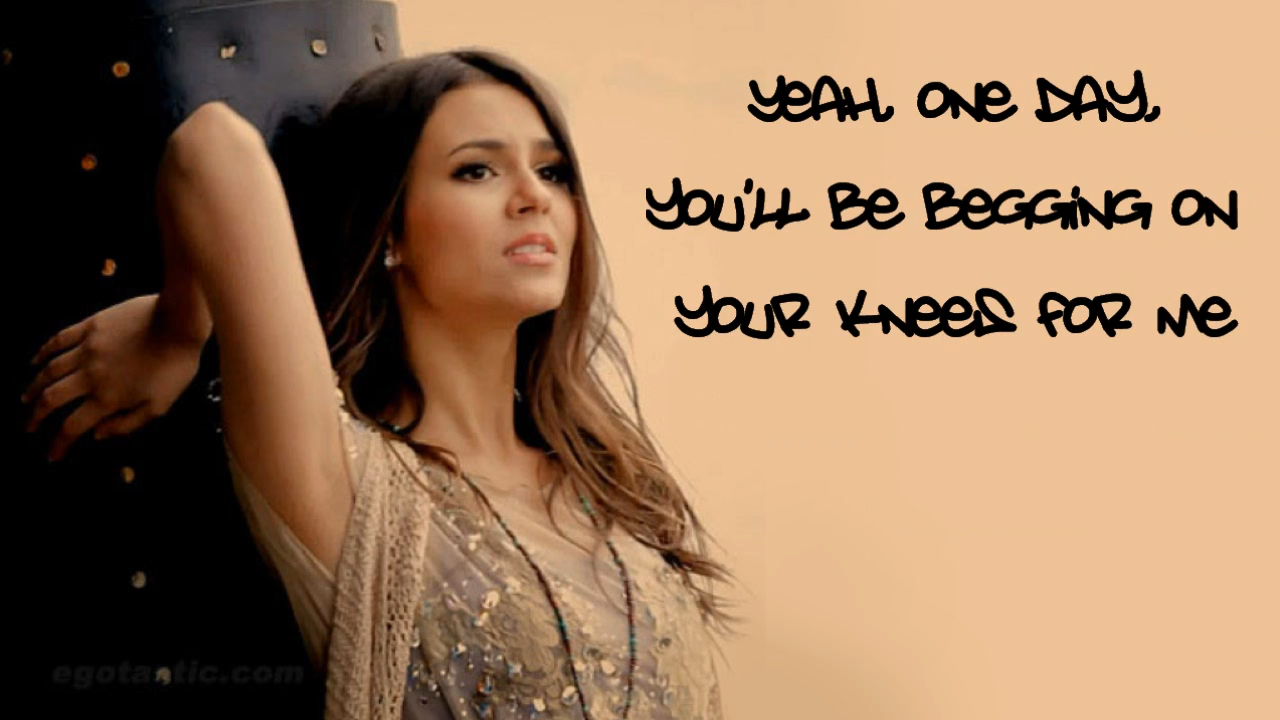 YEAH, ONE DAY,
YOU'LL BE BEGGING ON
YOUR KNEES FOR ME
egotastic.com